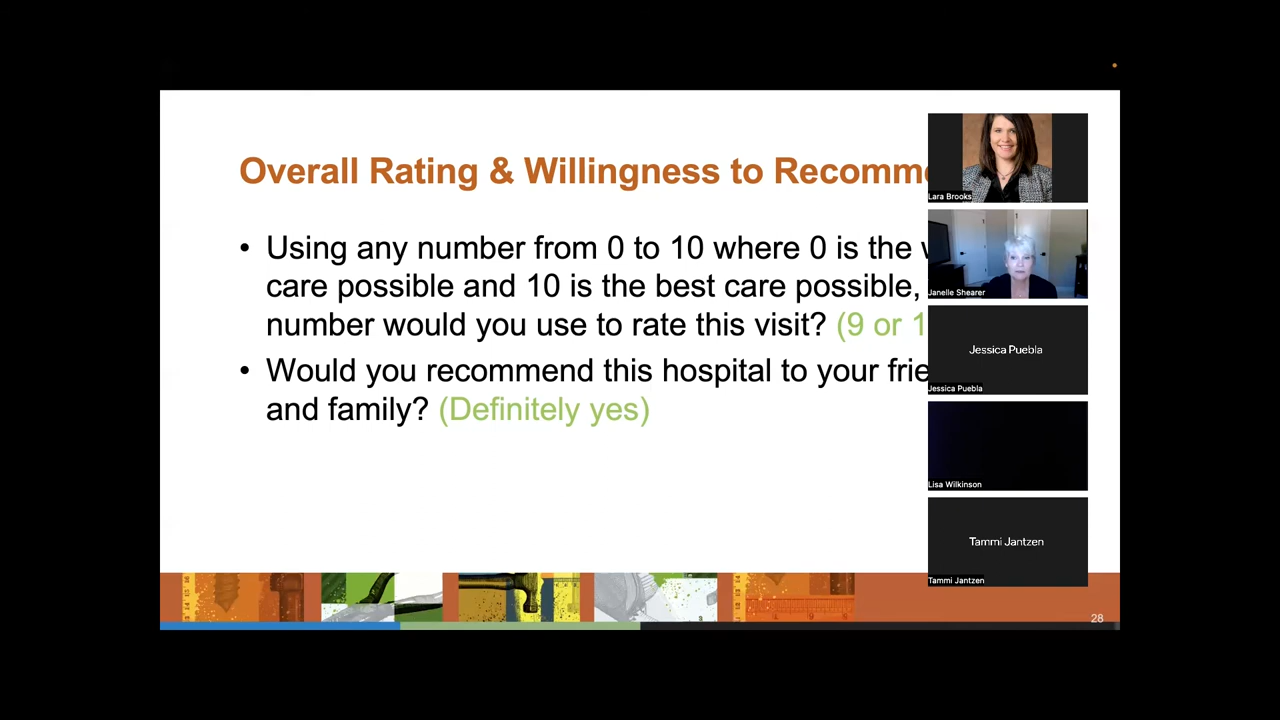 Overall Rating & Willingness to Recomm
• Using any number from 0 to 10 where 0 is the
care possible and 10 is the best care possible,
number would you use to rate this visit? (9 or 1
• Would you recommend this hospital to your frie
and family? (Definitely yes)
Lara Brooks
Janelle Shearer
Jessica Puebla
Jessica Puebla
Lisa Wilkinson
Tammi Jantzen
Tammi Jantzen
28